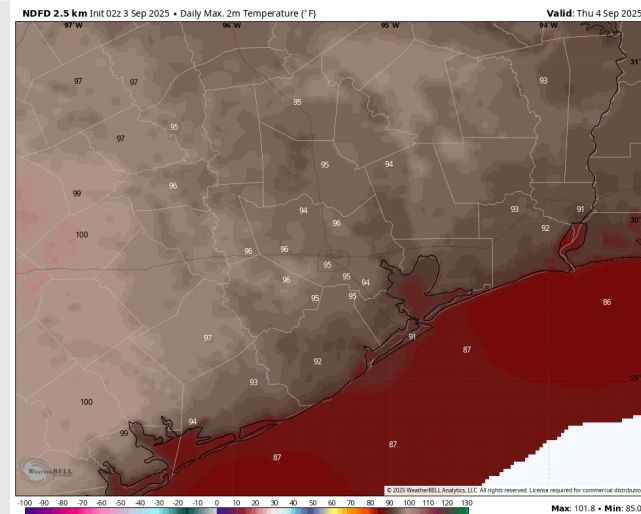 NDFD 2.5 km Init 02z 3 Sep 2025 • Daily Max. 2m Temperature (°F)
Valid: Thu 4 Sep 2025
97°W 96°W 95°W 94°W
97 97 93 31°
95 95
97
95 94
96
99
94 93 91
96 92 30°
100
96 96
95
96 95 94
95 95
86
91
97 87
92
29°
93
100
94
99
87
87
WEATHERBELL
© 2025 WeatherBELL Analytics, LLC. All rights reserved. License required for commercial distributio
-100 -90 -80 -70 -60 -50 -40 -30 -20 -10 0 10 20 30 40 50 60 70 80 90 100 110 120 130
Max: 101.8 • Min: 85.0